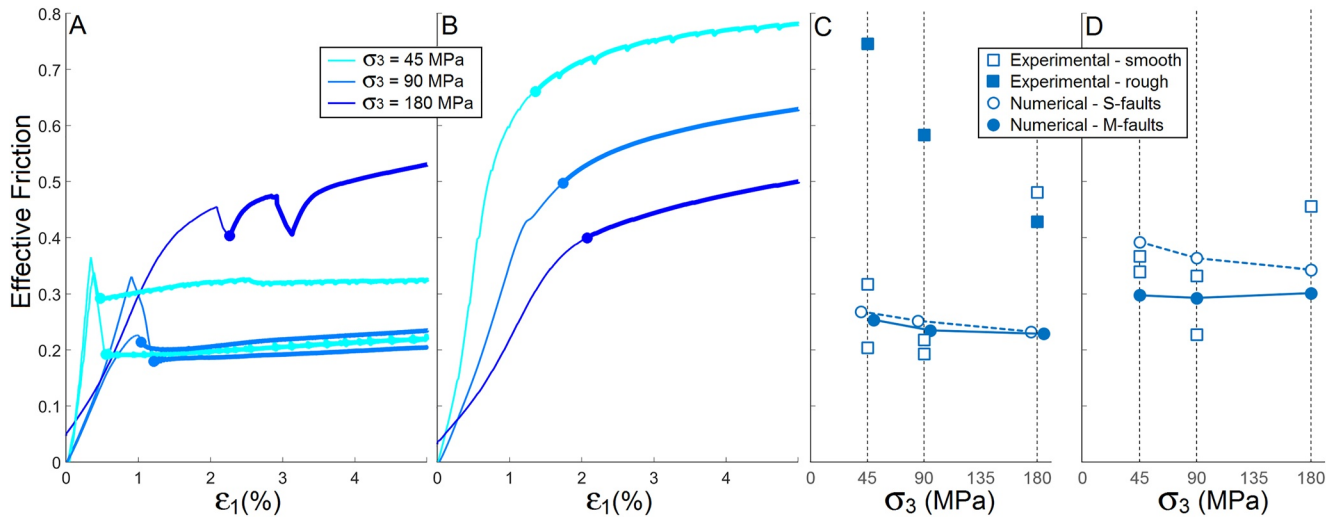 A
B
C
D
σ3 = 45 MPa
σ3 = 90 MPa
σ3 = 180 MPa
Experimental - smooth
Experimental - rough
Numerical - S-faults
Numerical - M-faults
Effective Friction
0.8
0.7
0.6
0.5
0.4
0.3
0.2
0.1
0
0 1 2 3 4 5
0 1 2 3 4
0 45 90 135 180
0 45 90 135 180
ε1(%)
ε1(%)
σ3 (MPa)
σ3 (MPa)